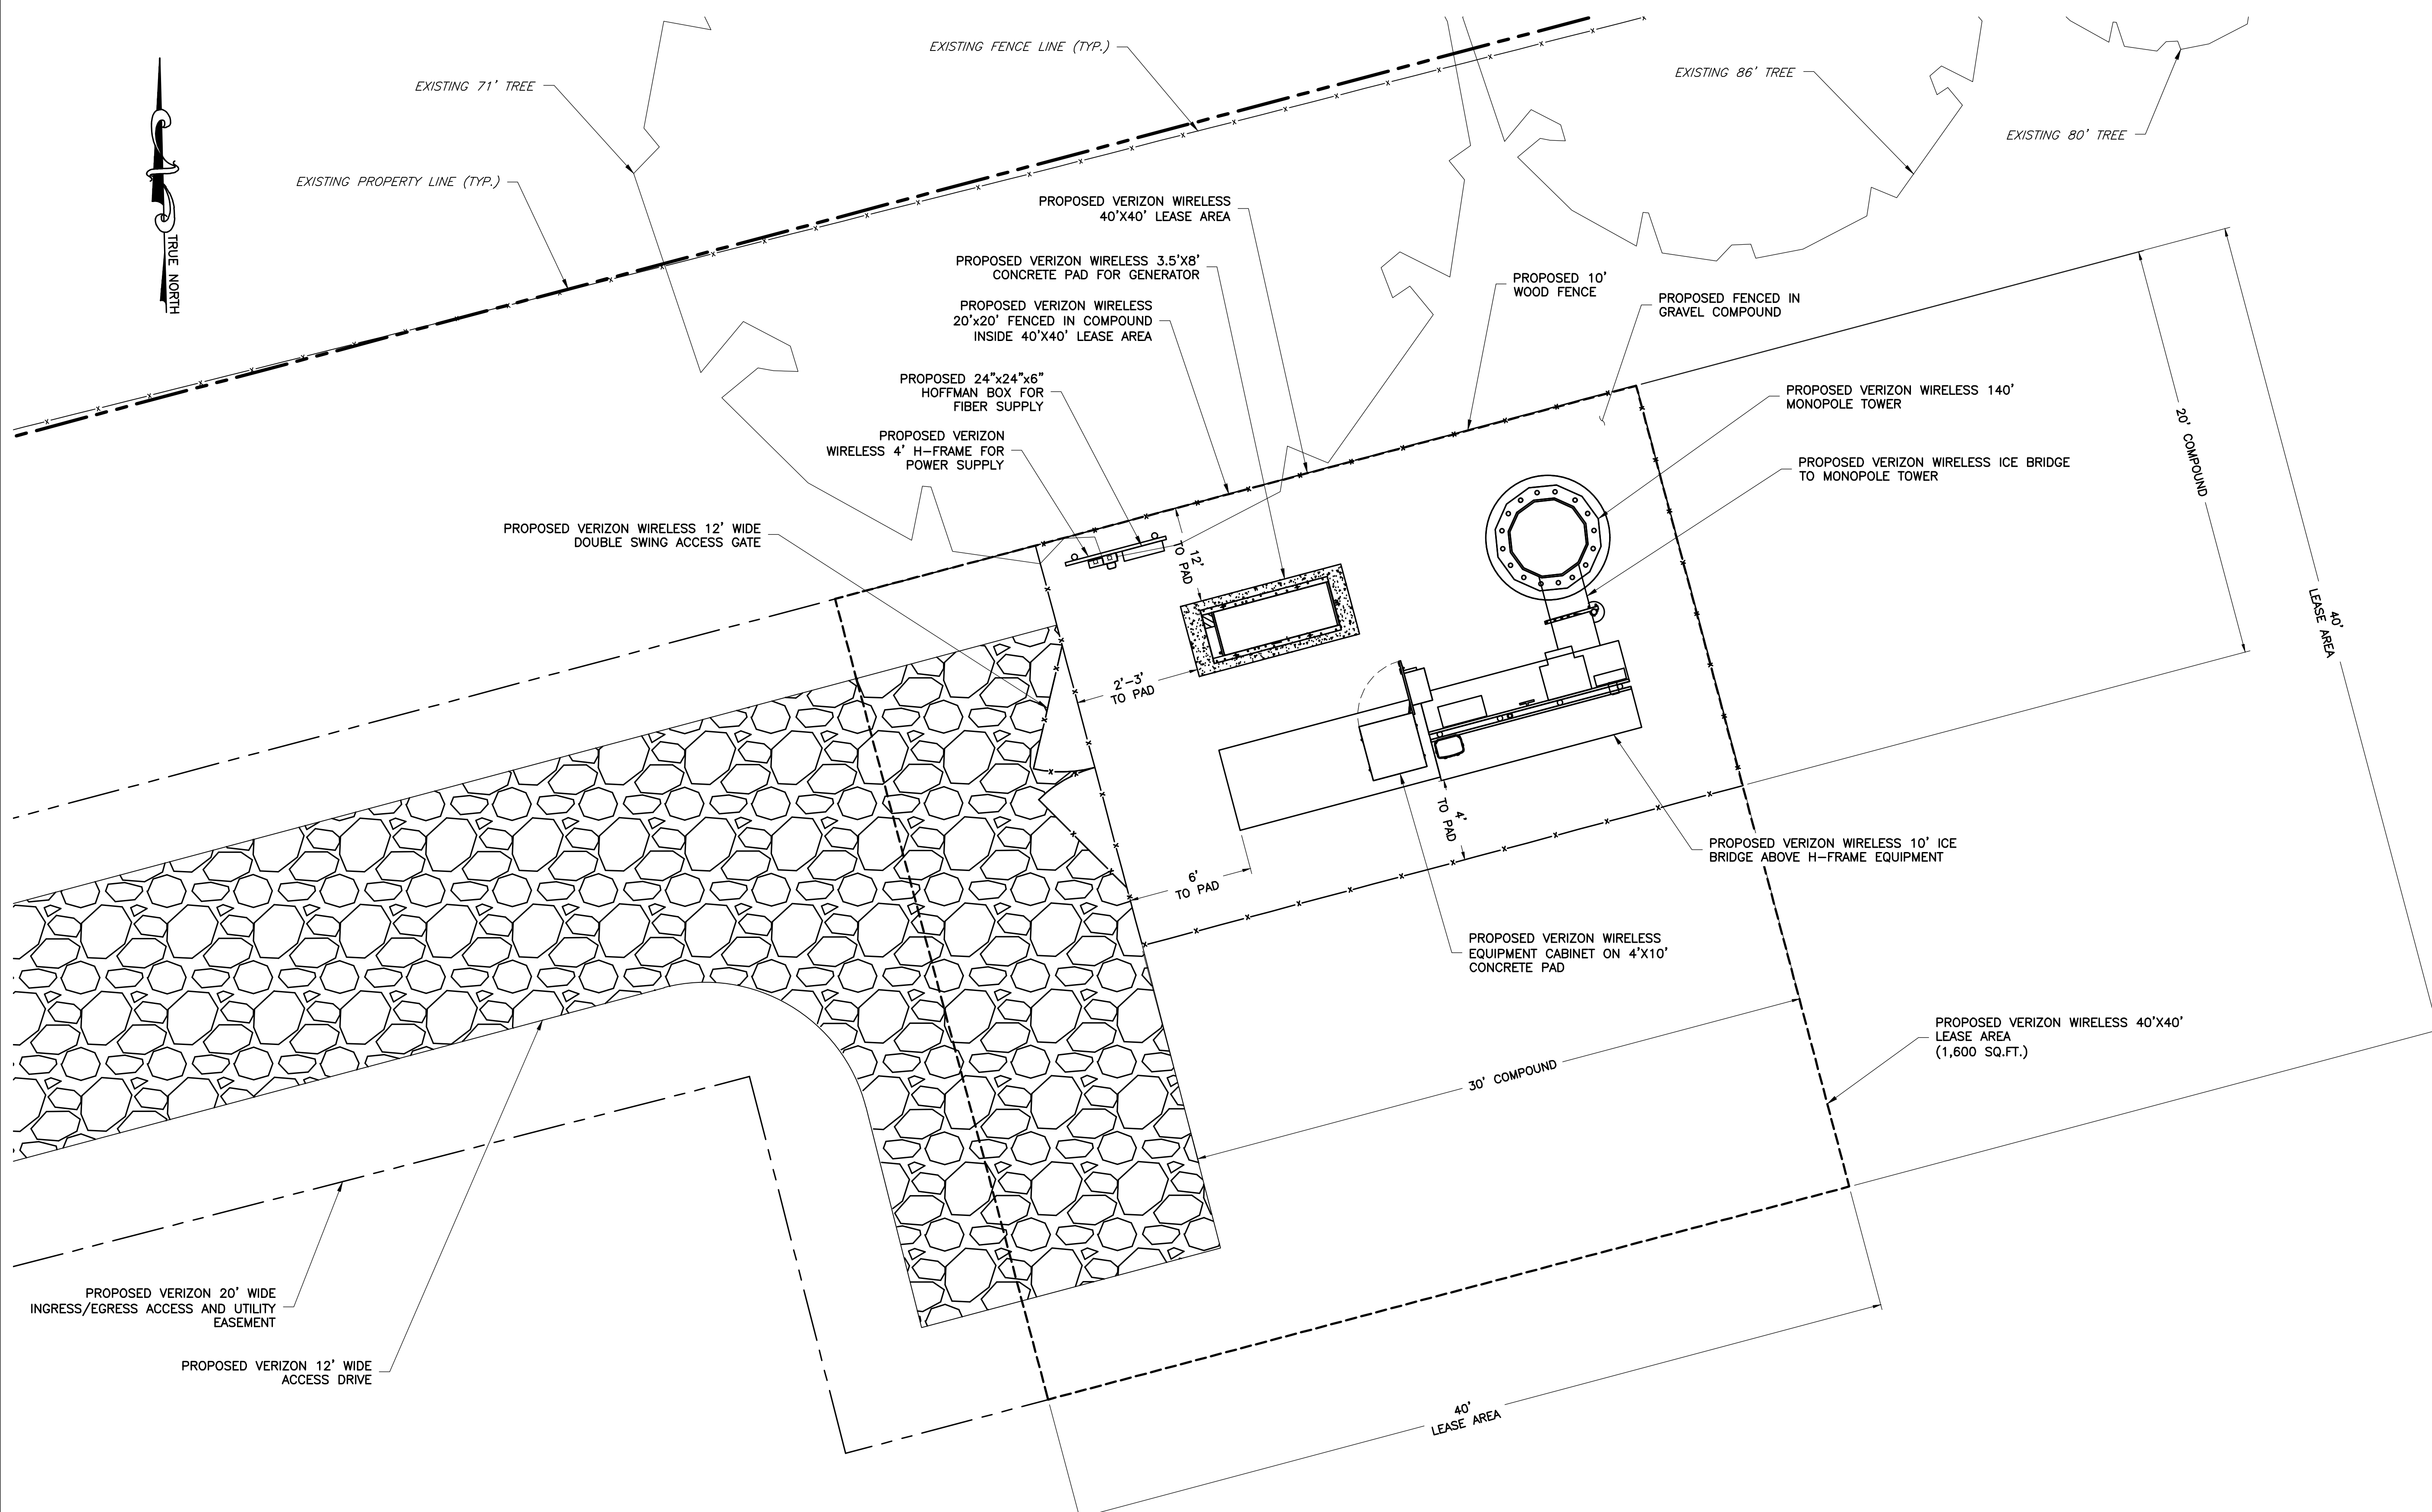 EXISTING FENCE LINE (TYP.)
EXISTING 71' TREE
EXISTING 86' TREE
EXISTING 80' TREE
TRUE NORTH
EXISTING PROPERTY LINE (TYP.)
PROPOSED VERIZON WIRELESS
40'X40' LEASE AREA
PROPOSED VERIZON WIRELESS 3.5'X8'
CONCRETE PAD FOR GENERATOR
PROPOSED 10'
WOOD FENCE
PROPOSED FENCED IN
GRAVEL COMPOUND
PROPOSED VERIZON WIRELESS
20'x20' FENCED IN COMPOUND
INSIDE 40'X40' LEASE AREA
PROPOSED 24"x24"x6"
HOFFMAN BOX FOR
FIBER SUPPLY
PROPOSED VERIZON WIRELESS 140'
MONOPOLE TOWER
20' COMPOUND
PROPOSED VERIZON
WIRELESS 4' H-FRAME FOR
POWER SUPPLY
PROPOSED VERIZON WIRELESS ICE BRIDGE
TO MONOPOLE TOWER
PROPOSED VERIZON WIRELESS 12' WIDE
DOUBLE SWING ACCESS GATE
12'
TO PAD
40'
LEASE AREA
2'-3'
TO PAD
4'
TO PAD
PROPOSED VERIZON WIRELESS 10' ICE
BRIDGE ABOVE H-FRAME EQUIPMENT
6'
TO PAD
PROPOSED VERIZON WIRELESS
EQUIPMENT CABINET ON 4'X10'
CONCRETE PAD
PROPOSED VERIZON WIRELESS 40'X40'
LEASE AREA
(1,600 SQ.FT.)
30' COMPOUND
PROPOSED VERIZON 20' WIDE
INGRESS/EGRESS ACCESS AND UTILITY
EASEMENT
PROPOSED VERIZON 12' WIDE
ACCESS DRIVE
40'
LEASE AREA